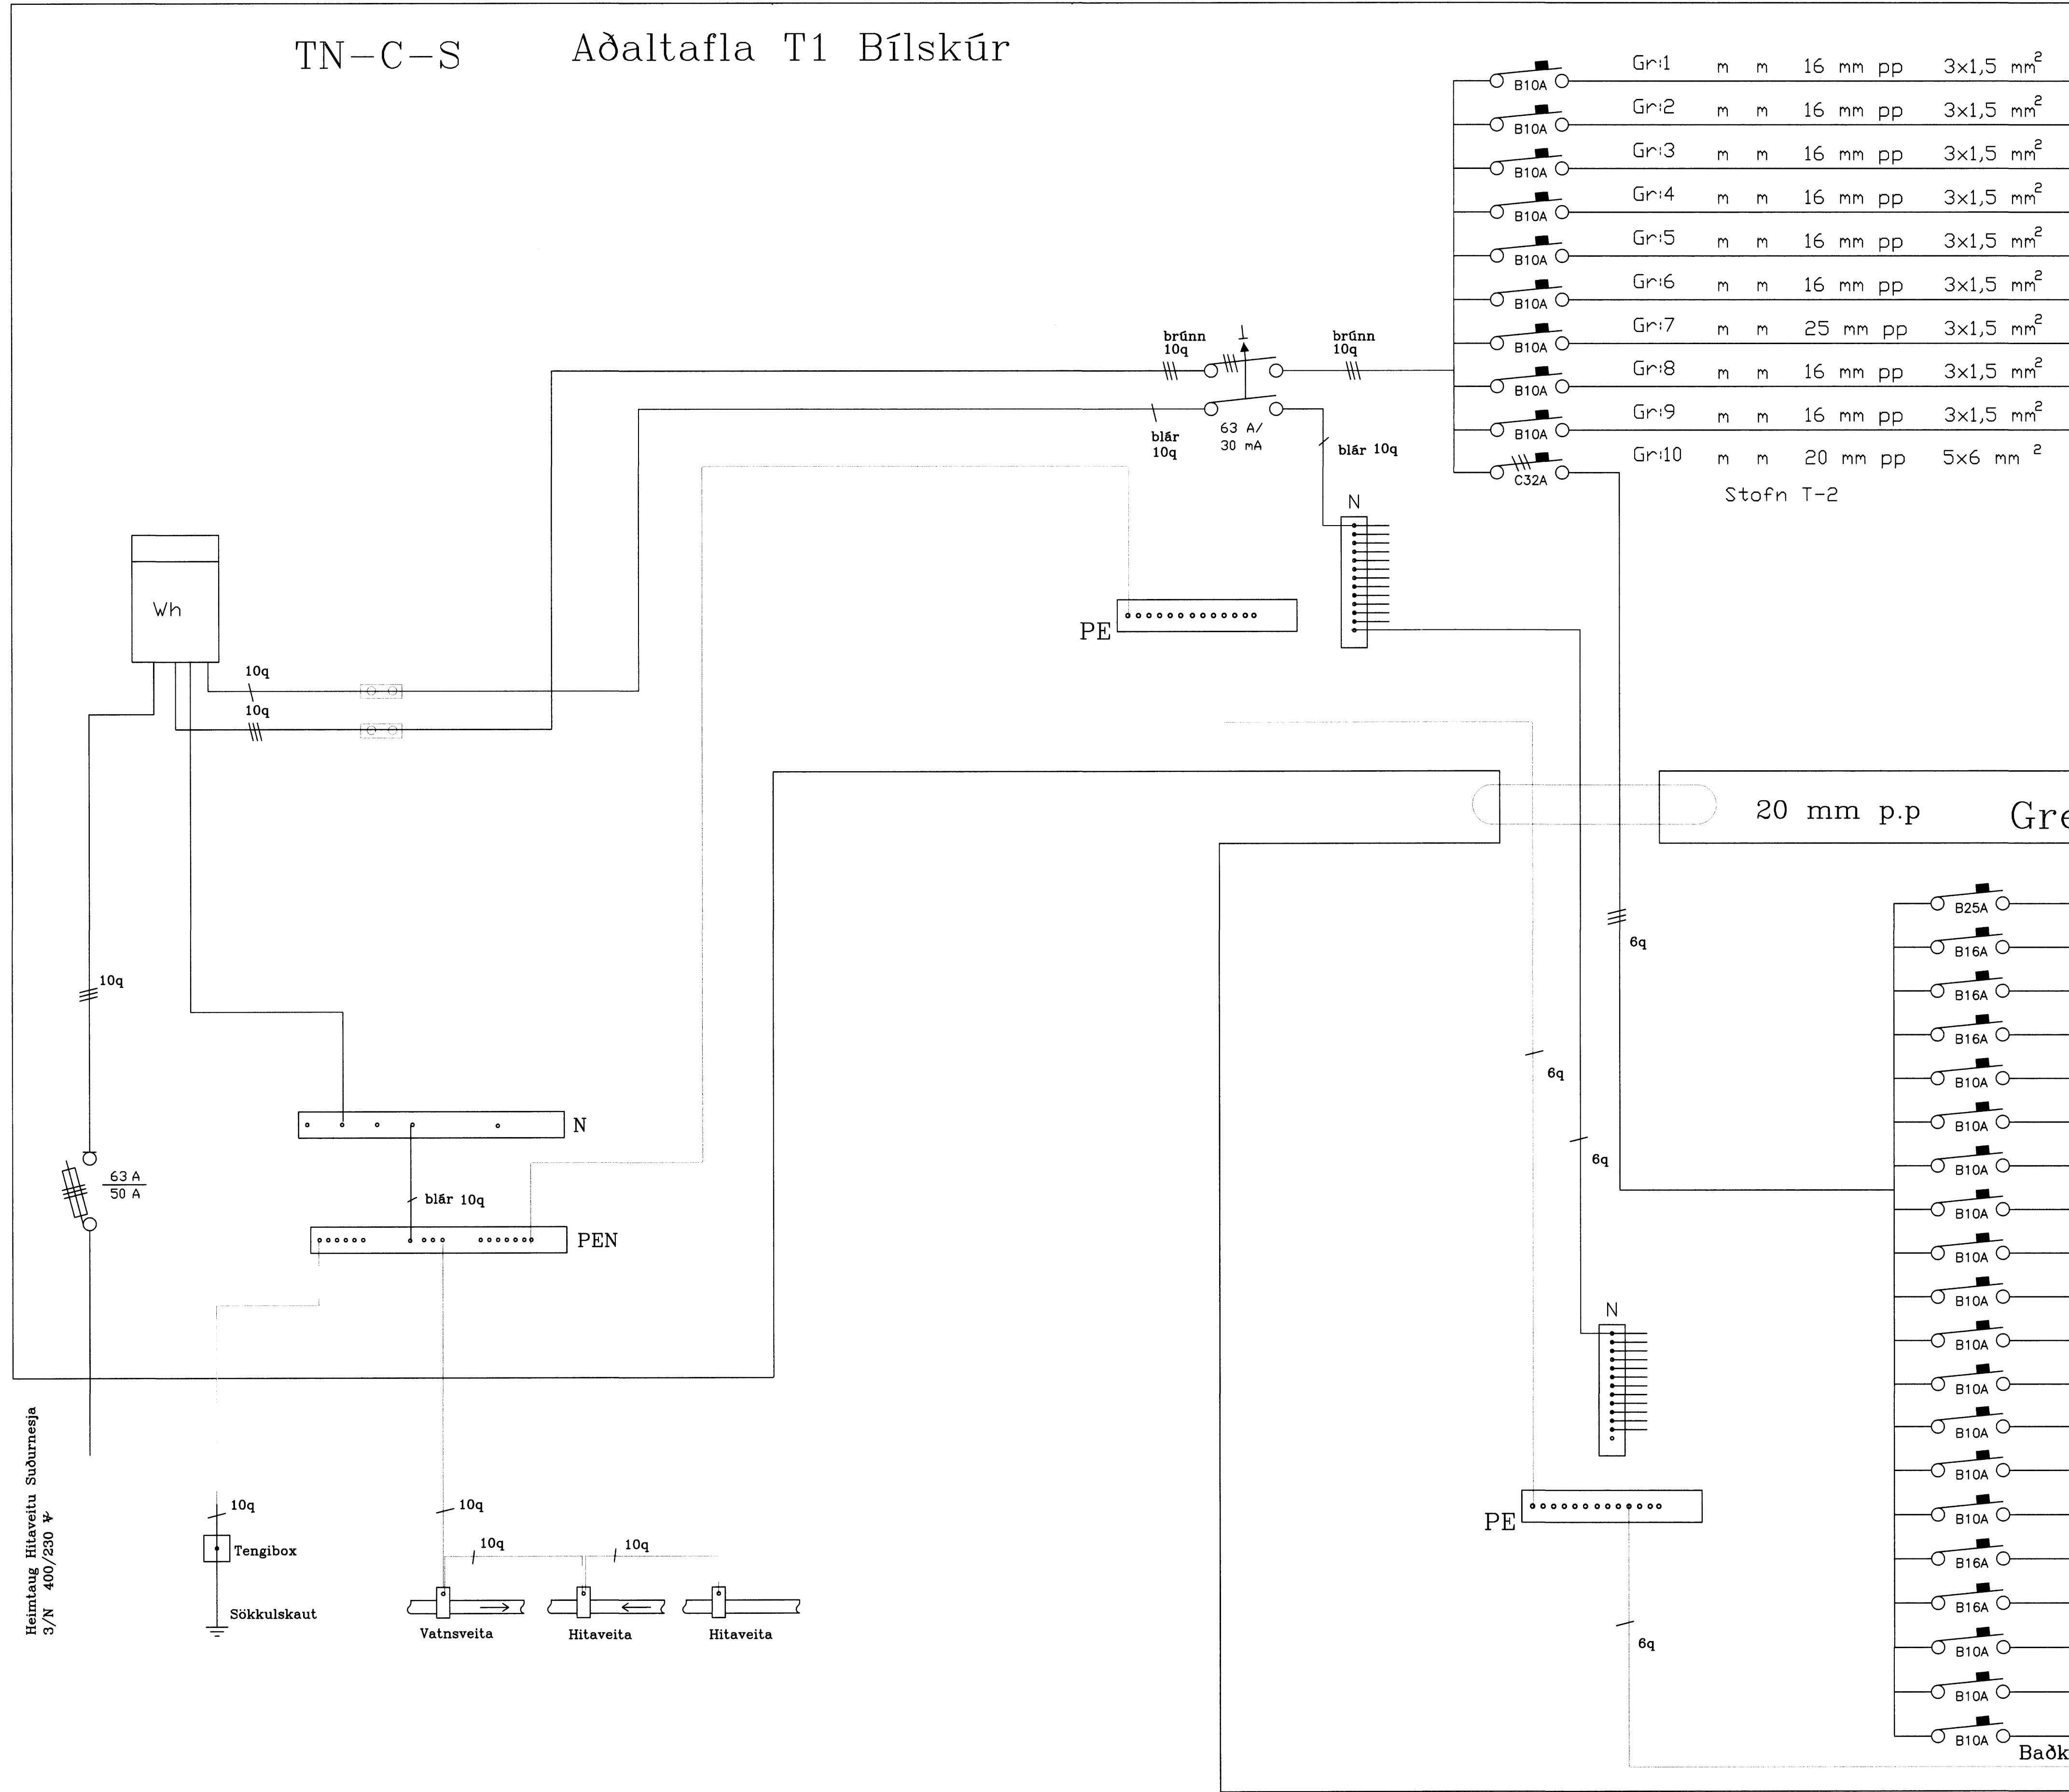 TN-C-S Aðaltafla T1 Bílskúr
Gr:1 m m 16 mm pp 3x1,5 mm²
B10A
Gr:2 m m 16 mm pp 3x1,5 mm²
B10A
Gr:3 m m 16 mm pp 3x1,5 mm²
B10A
Gr:4 m m 16 mm pp 3x1,5 mm²
B10A
Gr:5 m m 16 mm pp 3x1,5 mm²
B10A
Gr:6 m m 16 mm pp 3x1,5 mm²
B10A
Gr:7 m m 25 mm pp 3x1,5 mm²
B10A
Gr:8 m m 16 mm pp 3x1,5 mm²
B10A
Gr:9 m m 16 mm pp 3x1,5 mm²
B10A
Gr:10 m m 20 mm pp 5x6 mm ²
C32A
Stofn T-2
brúnn
10q
brúnn
10q
blár
10q
63 A/
30 mA
blár 10q
N
PE
Wh
10q
10q
20 mm p.p Gre
6q
6q
6q
10q
63 A
50 A
N
blár 10q
PEN
B25A
B16A
B16A
B16A
B10A
B10A
B10A
B10A
B10A
B10A
B10A
B10A
B10A
B10A
B10A
B16A
B16A
B10A
B10A
B10A
Baðk
N
PE
6q
Heimtaug Hitaveitu Suðurnesja
3/N 400/230 V
10q
Tengibox
Sökkulskaut
10q
10q
10q
Vatnsveita
Hitaveita
Hitaveita